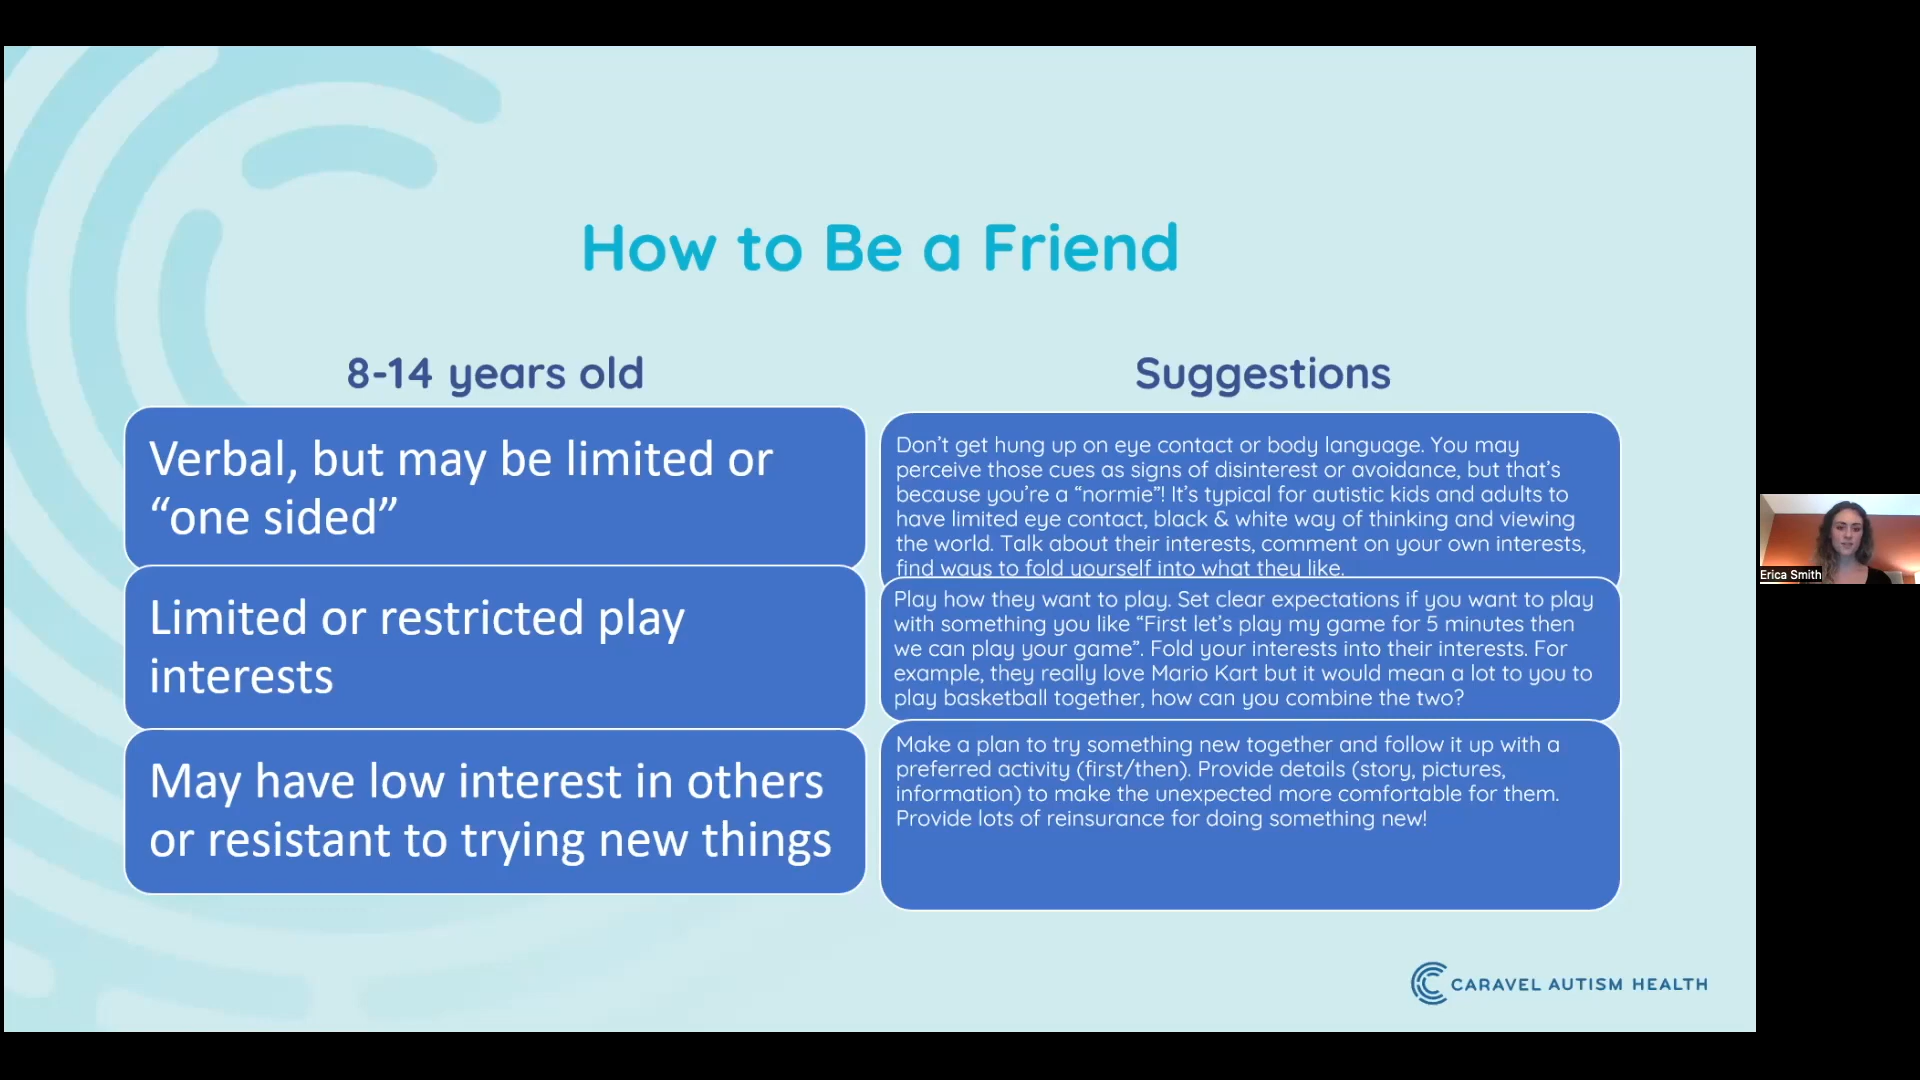 How to Be a Friend
8-14 years old
Suggestions
Verbal, but may be limited or
“one sided”
Don’t get hung up on eye contact or body language. You may
perceive those cues as signs of disinterest or avoidance, but that’s
because you’re a “normie”! It’s typical for autistic kids and adults to
have limited eye contact, black & white way of thinking and viewing
the world. Talk about their interests, comment on your own interests,
find ways to fold yourself into what they like.
Limited or restricted play
interests
Play how they want to play. Set clear expectations if you want to play
with something you like “First let’s play my game for 5 minutes then
we can play your game”. Fold your interests into their interests. For
example, they really love Mario Kart but it would mean a lot to you to
play basketball together, how can you combine the two?
May have low interest in others
or resistant to trying new things
Make a plan to try something new together and follow it up with a
preferred activity (first/then). Provide details (story, pictures,
information) to make the unexpected more comfortable for them.
Provide lots of reinsurance for doing something new!
CARAVEL AUTISM HEALTH
Erica Smith